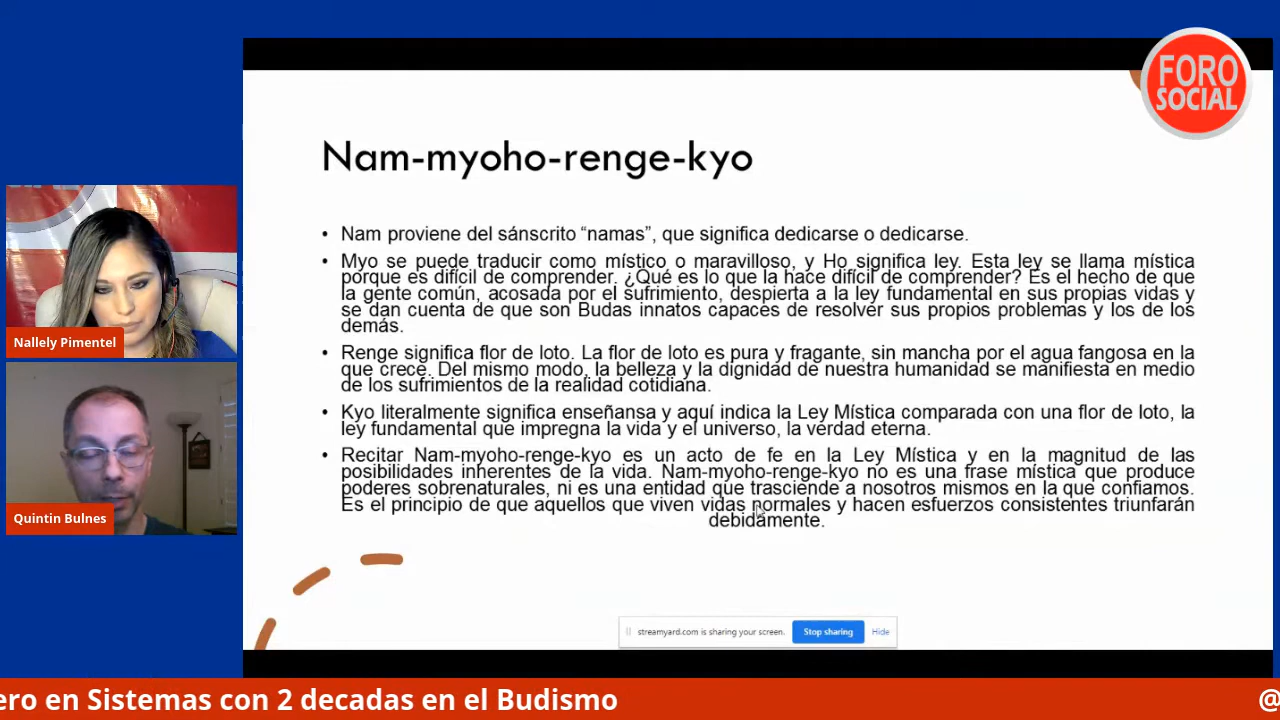 FORO
SOCIAL
Nam-myoho-renge-kyo
• Nam proviene del sánscrito “namas”, que significa dedicarse o dedicarse.
• Myo se puede traducir como místico o maravilloso, y Ho significa ley. Esta ley se llama mística
porque es difícil de comprender. ¿Qué es lo que la hace difícil de comprender? Es el hecho de que
la gente común, acosada por el sufrimiento, despierta a la ley fundamental en sus propias vidas y
se dan cuenta de que son Budas innatos capaces de resolver sus propios problemas y los de los
demás.
• Renge significa flor de loto. La flor de loto es pura y fragante, sin mancha por el agua fangosa en la
que crece. Del mismo modo, la belleza y la dignidad de nuestra humanidad se manifiesta en medio
de los sufrimientos de la realidad cotidiana.
• Kyo literalmente significa enseñansa y aquí indica la Ley Mística comparada con una flor de loto, la
ley fundamental que impregna la vida y el universo, la verdad eterna.
• Recitar Nam-myoho-renge-kyo es un acto de fe en la Ley Mística y en la magnitud de las
posibilidades inherentes de la vida. Nam-myoho-renge-kyo no es una frase mística que produce
poderes sobrenaturales, ni es una entidad que trasciende a nosotros mismos en la que confiamos.
Es el principio de que aquellos que viven vidas normales y hacen esfuerzos consistentes triunfarán
debidamente.
Nallely Pimentel
Quintin Bulnes
streamyard.com is sharing your screen. Stop sharing Hide
ero en Sistemas con 2 decadas en el Budismo @